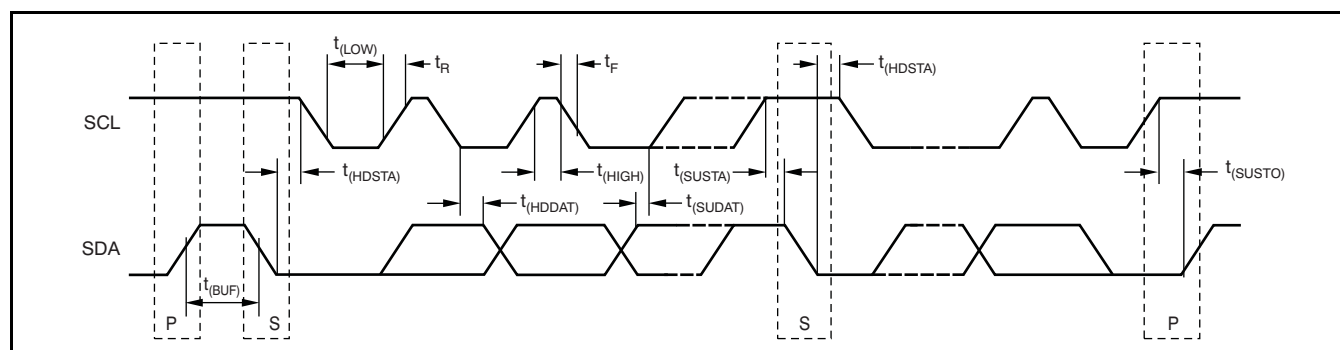 t(LOW)
tR
tF
t(HDSTA)
SCL
t(HDSTA)
t(HIGH)
t(SUSTA)
t(SUSTO)
t(HDDAT)
t(SUDAT)
SDA
t(BUF)
P
S
S
P